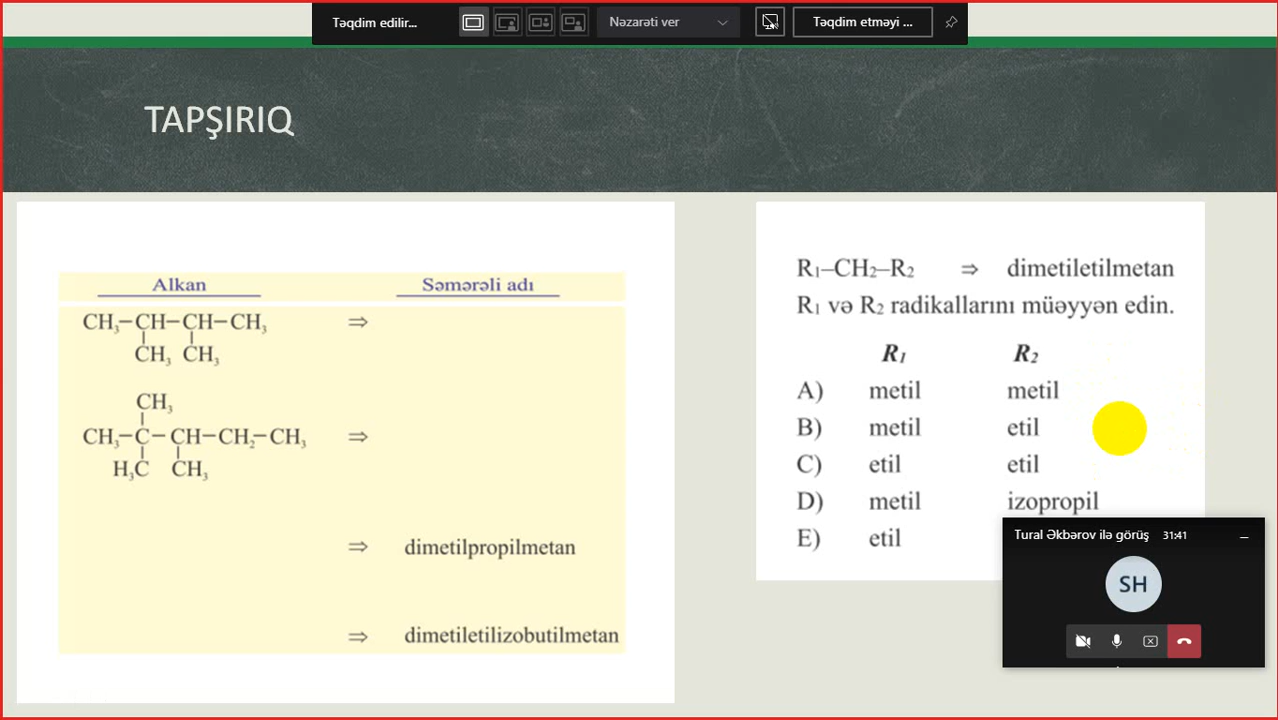 Təqdim edilir...
Nəzarəti ver
Təqdim etməyi ...
TAPŞIRIQ
Alkan Səmərəli adı
CH₃–CH–CH–CH₃ ⇒
CH₃ CH₃
CH₃
CH₃–C–CH–CH₂–CH₃ ⇒
H₃C CH₃
⇒ dimetilpropilmetan
⇒ dimetiletilizobutilmetan
R₁–CH₂–R₂ ⇒ dimetiletilmetan
R₁ və R₂ radikallarını müəyyən edin.
R₁ R₂
A) metil metil
B) metil etil
C) etil etil
D) metil izopropil
E) etil
Tural Əkbərov ilə görüş 31:41
SH